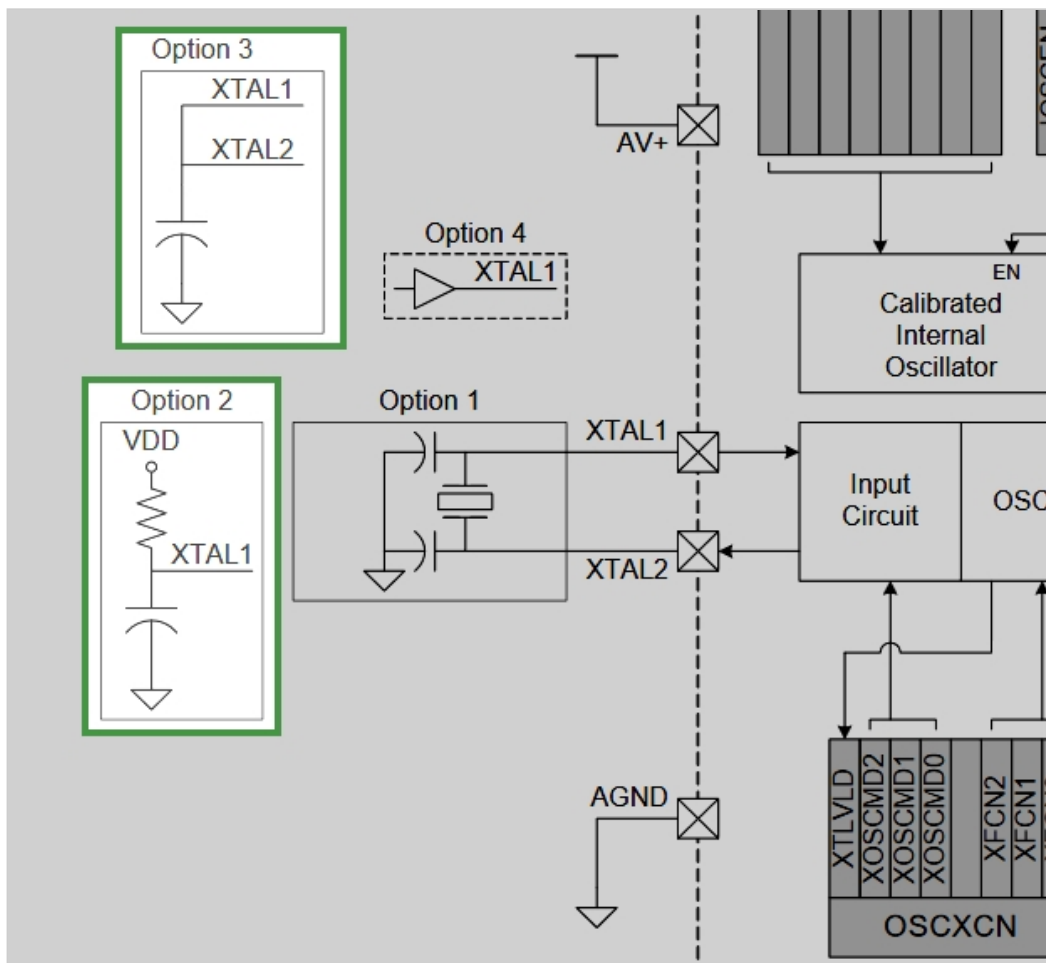 Option 3
XTAL1
XTAL2
AV+
Option 4
XTAL1
EN
Calibrated
Internal
Oscillator
Option 2
VDD
XTAL1
Option 1
XTAL1
XTAL2
Input
Circuit
OSC
AGND
XTLVLD
XOSCMD2
XOSCMD1
XOSCMD0
XFCN2
XFCN1
OSCXCN